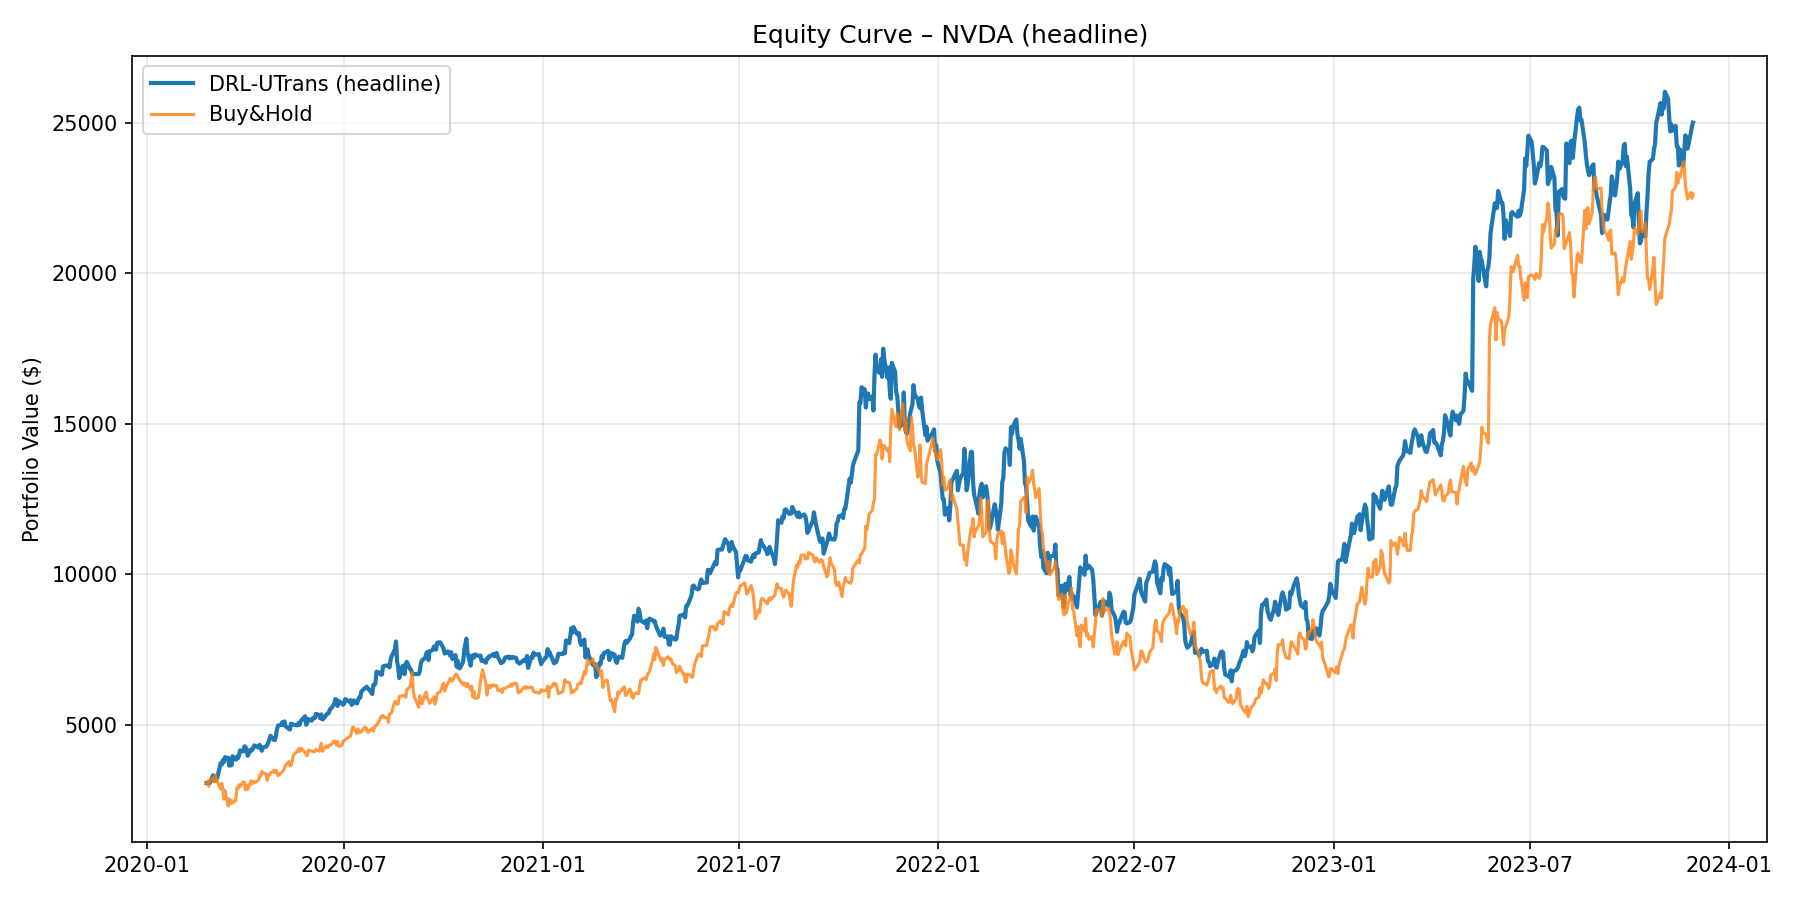 Equity Curve – NVDA (headline)
DRL-UTrans (headline)
Buy&Hold
Portfolio Value ($)
25000
20000
15000
10000
5000
2020-01 2020-07 2021-01 2021-07 2022-01 2022-07 2023-01 2023-07 2024-01